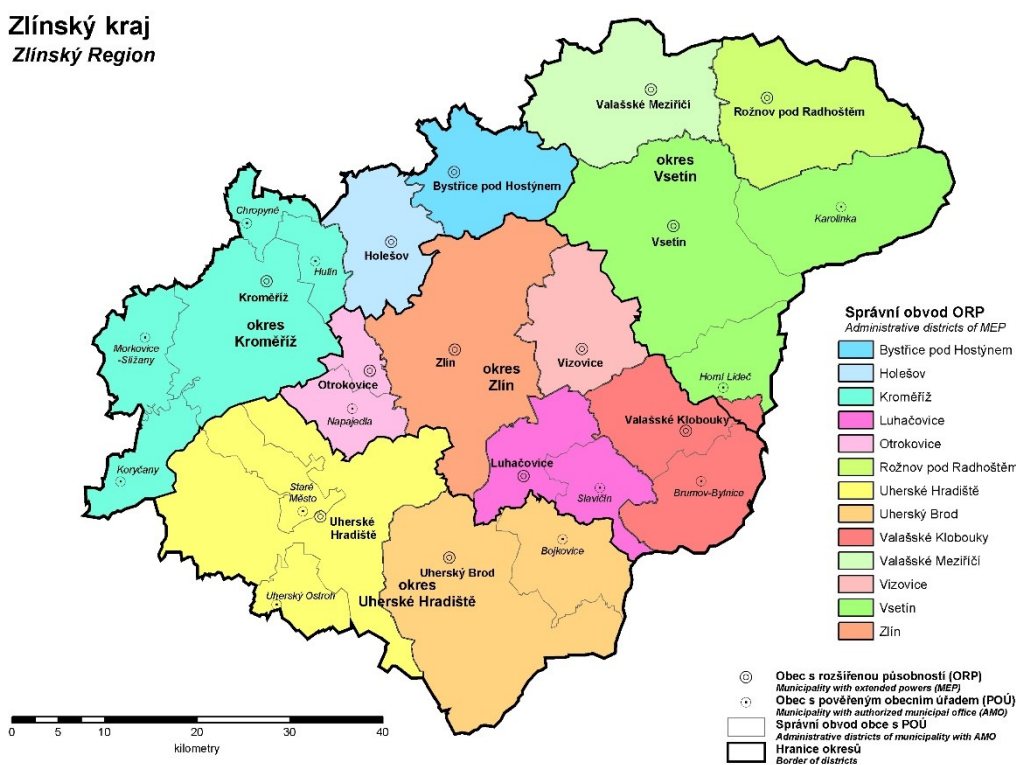 Zlínský kraj
Zlínský Region
Valašské Meziříčí
Rožnov pod Radhoštěm
okres
Vsetín
Bystřice pod Hostýnem
Karolinka
Chropyně
Vsetín
Holešov
Hulín
Kroměříž
okres
Kroměříž
Morkovice
-Slížany
Zlín
okres
Zlín
Vizovice
Otrokovice
Horní Lideč
Napajedla
Valašské Klobouky
Luhačovice
Koryčany
Staré
Město
Slavičín
Brumov-Bylnice
Uherské
Hradiště
Bojkovice
Uherský Brod
okres
Uherské Hradiště
Uherský Ostroh
Správní obvod ORP
Administrative districts of MEP
Bystřice pod Hostýnem
Holešov
Kroměříž
Luhačovice
Otrokovice
Rožnov pod Radhoštěm
Uherské Hradiště
Uherský Brod
Valašské Klobouky
Valašské Meziříčí
Vizovice
Vsetín
Zlín
Obec s rozšířenou působností (ORP)
Municipality with extended powers (MEP)
Obec s pověřeným obecním úřadem (POÚ)
Municipality with authorized municipal office (AMO)
Správní obvod obce s POÚ
Administrative districts of municipality with AMO
Hranice okresů
Border of districts
0 5 10 20 30 40
kilometry